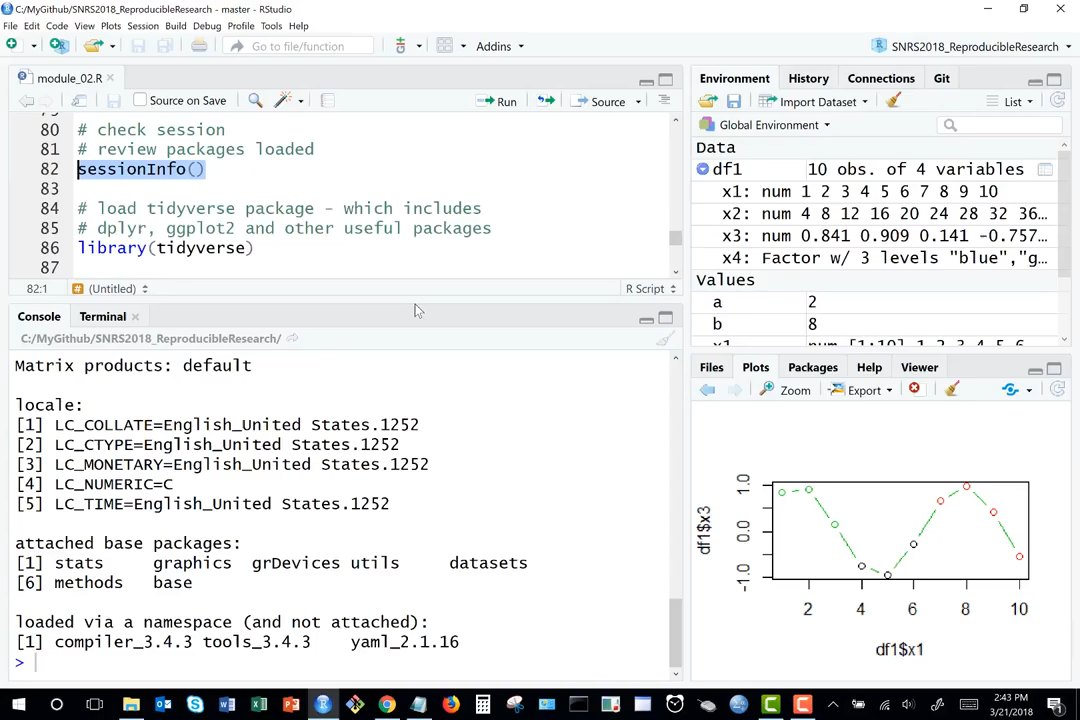 C:/MyGithub/SNRS2018_ReproducibleResearch - master - RStudio
File Edit Code View Plots Session Build Debug Profile Tools Help
Go to file/function
Addins
SNRS2018_ReproducibleResearch
module_02.R
Source on Save
Run
Source
80 # check session
81 # review packages loaded
82 sessionInfo()
83
84 # load tidyverse package - which includes
85 # dplyr, ggplot2 and other useful packages
86 library(tidyverse)
87
82:1 (Untitled) R Script
Console Terminal
C:/MyGithub/SNRS2018_ReproducibleResearch/
Matrix products: default
locale:
[1] LC_COLLATE=English_United States.1252
[2] LC_CTYPE=English_United States.1252
[3] LC_MONETARY=English_United States.1252
[4] LC_NUMERIC=C
[5] LC_TIME=English_United States.1252
attached base packages:
[1] stats graphics grDevices utils datasets
[6] methods base
loaded via a namespace (and not attached):
[1] compiler_3.4.3 tools_3.4.3 yaml_2.1.16
>
Environment History Connections Git
Import Dataset List
Global Environment
Data
df1 10 obs. of 4 variables
x1: num 1 2 3 4 5 6 7 8 9 10
x2: num 4 8 12 16 20 24 28 32 36…
x3: num 0.841 0.909 0.141 -0.757…
x4: Factor w/ 3 levels "blue","g…
Values
a 2
b 8
x1 num [1:10] 1 2 3 4 5 6
Files Plots Packages Help Viewer
Zoom Export
df1$x3
-1.0 0.0 1.0
2 4 6 8 10
df1$x1
2:43 PM
3/21/2018